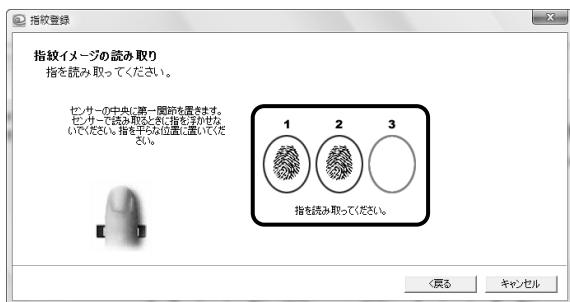 指紋登録
指紋イメージの読み取り
指を読み取ってください。
センサーの中央に第一関節を置きます。
センサーで読み取るときに指を浮かせな
いでください。指を平らな位置に置いてくだ
さい。
1 2 3
指を読み取ってください。
<戻る キャンセル